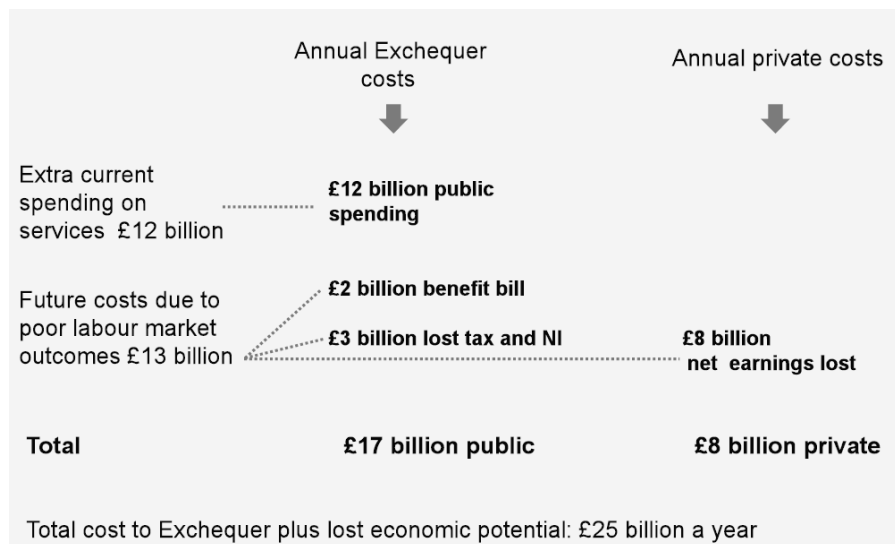 Annual Exchequer
costs
Annual private costs
Extra current
spending on
services £12 billion
£12 billion public
spending
Future costs due to
poor labour market
outcomes £13 billion
£2 billion benefit bill
£3 billion lost tax and NI
£8 billion
net earnings lost
Total
£17 billion public
£8 billion private
Total cost to Exchequer plus lost economic potential: £25 billion a year